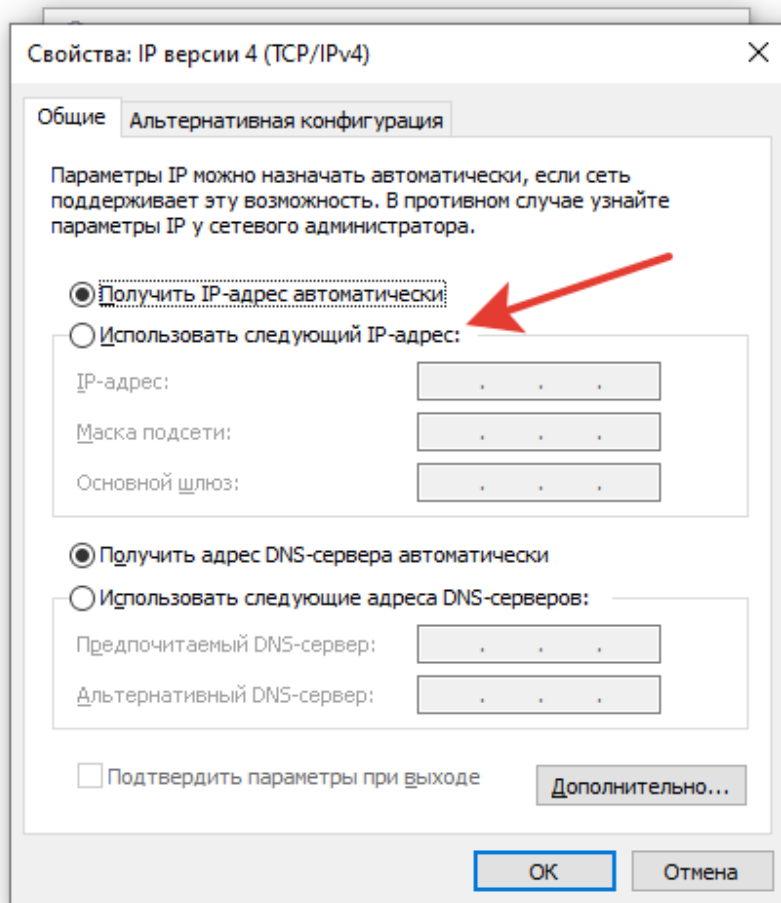 Свойства: IP версии 4 (TCP/IPv4)
Общие
Альтернативная конфигурация
Параметры IP можно назначать автоматически, если сеть
поддерживает эту возможность. В противном случае узнайте
параметры IP у сетевого администратора.
Получить IP-адрес автоматически
Использовать следующий IP-адрес:
IP-адрес:
Маска подсети:
Основной шлюз:
Получить адрес DNS-сервера автоматически
Использовать следующие адреса DNS-серверов:
Предпочитаемый DNS-сервер:
Альтернативный DNS-сервер:
Подтвердить параметры при выходе
Дополнительно...
ОК
Отмена